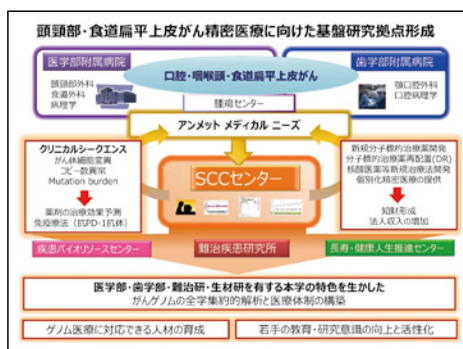 頭頸部・食道扁平上皮がん精密医療に向けた基盤研究拠点形成
医学部附属病院
歯学部附属病院
口腔・咽喉頭・食道扁平上皮がん
頭頸部外科
食道外科
病理学
顎口腔外科
口腔病理学
腫瘍センター
アンメット メディカル ニーズ
クリニカルシークエンス
がん体細胞変異
コピー数異常
Mutation burden
薬剤の治療効果予測
免疫療法（抗PD-1抗体）
SCCセンター
新規分子標的治療薬開発
分子標的治療薬再配置(DR)
核酸医薬等新規治療法開発
個別化精密医療の提供
知財形成
法人収入の増加
疾患バイオリソースセンター
難治疾患研究所
長寿・健康人生推進センター
医学部・歯学部・難治研・生材研を有する本学の特色を生かした
がんゲノムの全学集約的解析と医療体制の構築
ゲノム医療に対応できる人材の育成
若手の教育・研究意識の向上と活性化